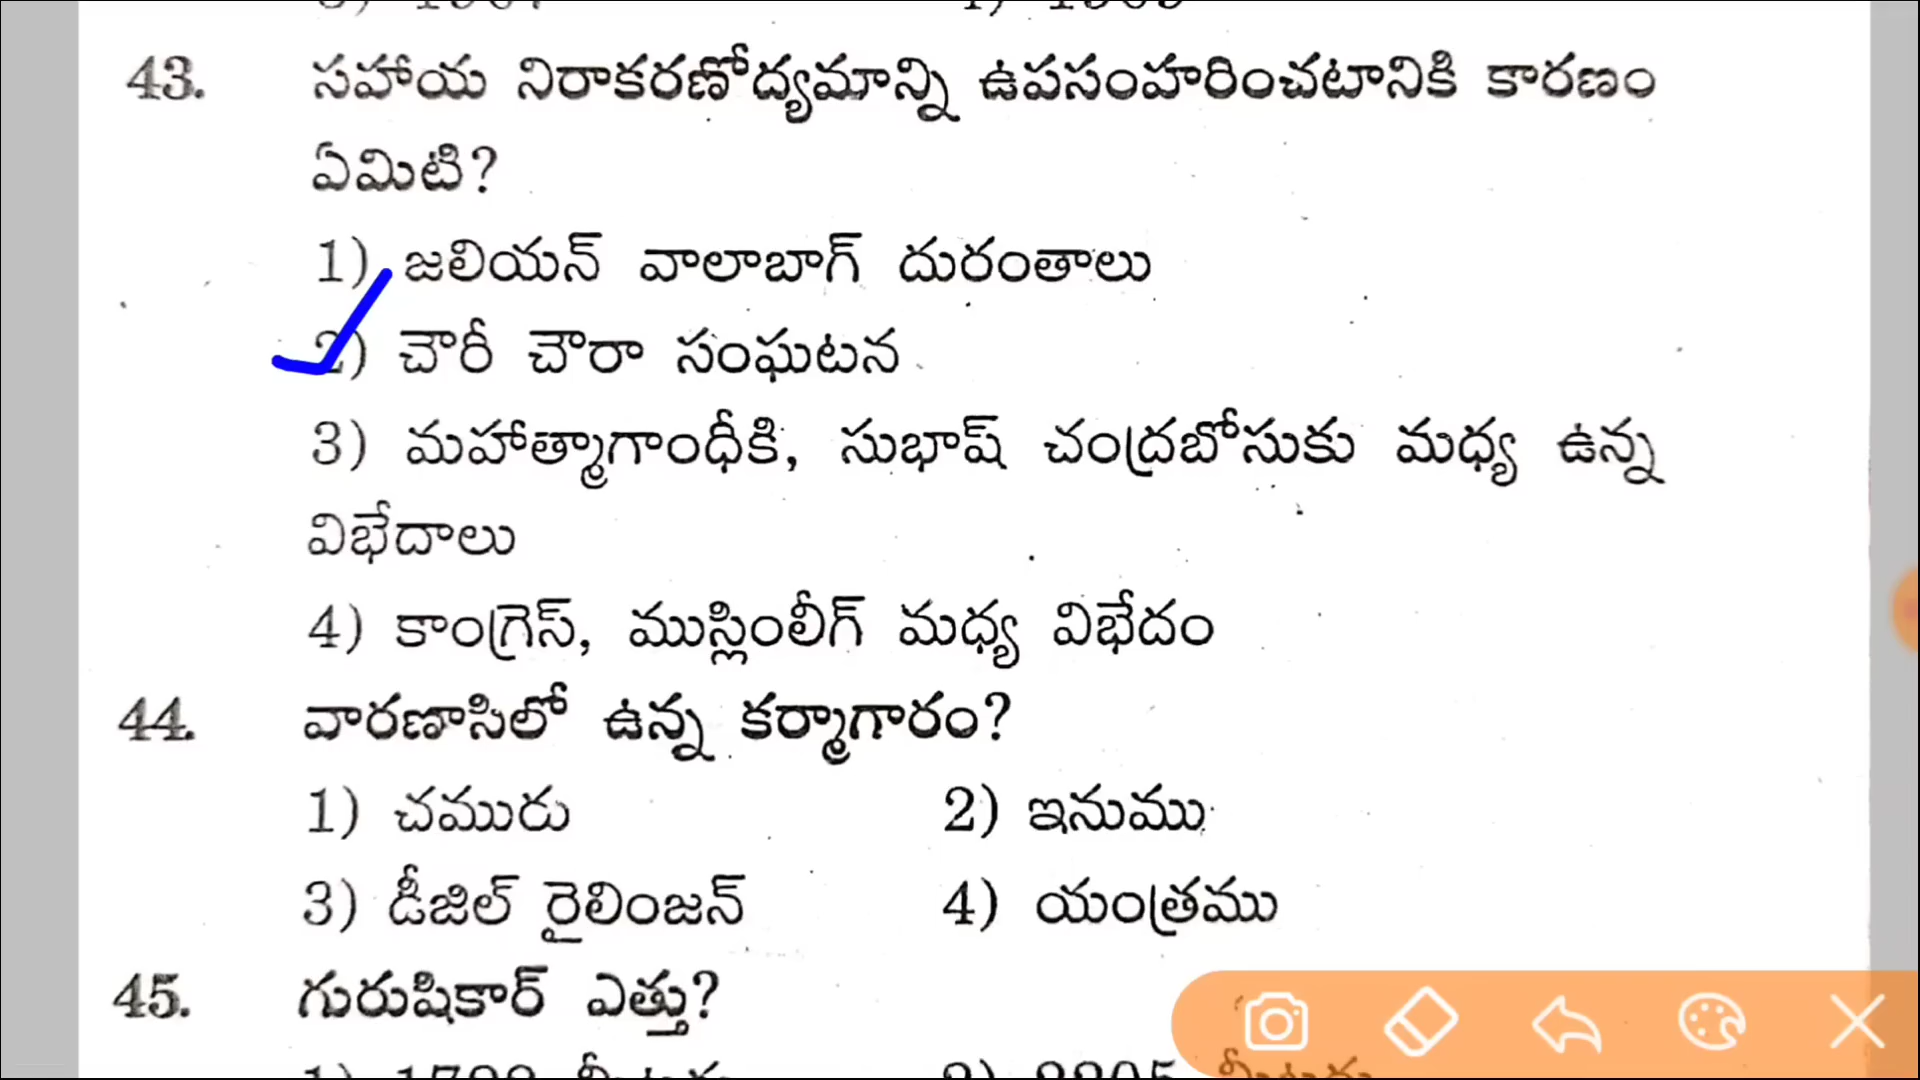 43. సహాయ నిరాకరణోద్యమాన్ని ఉపసంహరించటానికి కారణం
ఏమిటి?
1) జలియన్ వాలాబాగ్ దురంతాలు
2) చౌరీ చౌరా సంఘటన
3) మహాత్మాగాంధీకి, సుభాష్ చంద్రబోసుకు మధ్య ఉన్న
విభేదాలు
4) కాంగ్రెస్, ముస్లింలీగ్ మధ్య విభేదం
44. వారణాసిలో ఉన్న కర్మాగారం?
1) చమురు 2) ఇనుము
3) డీజిల్ రైలింజన్ 4) యంత్రము
45. గురుషికార్ ఎత్తు?